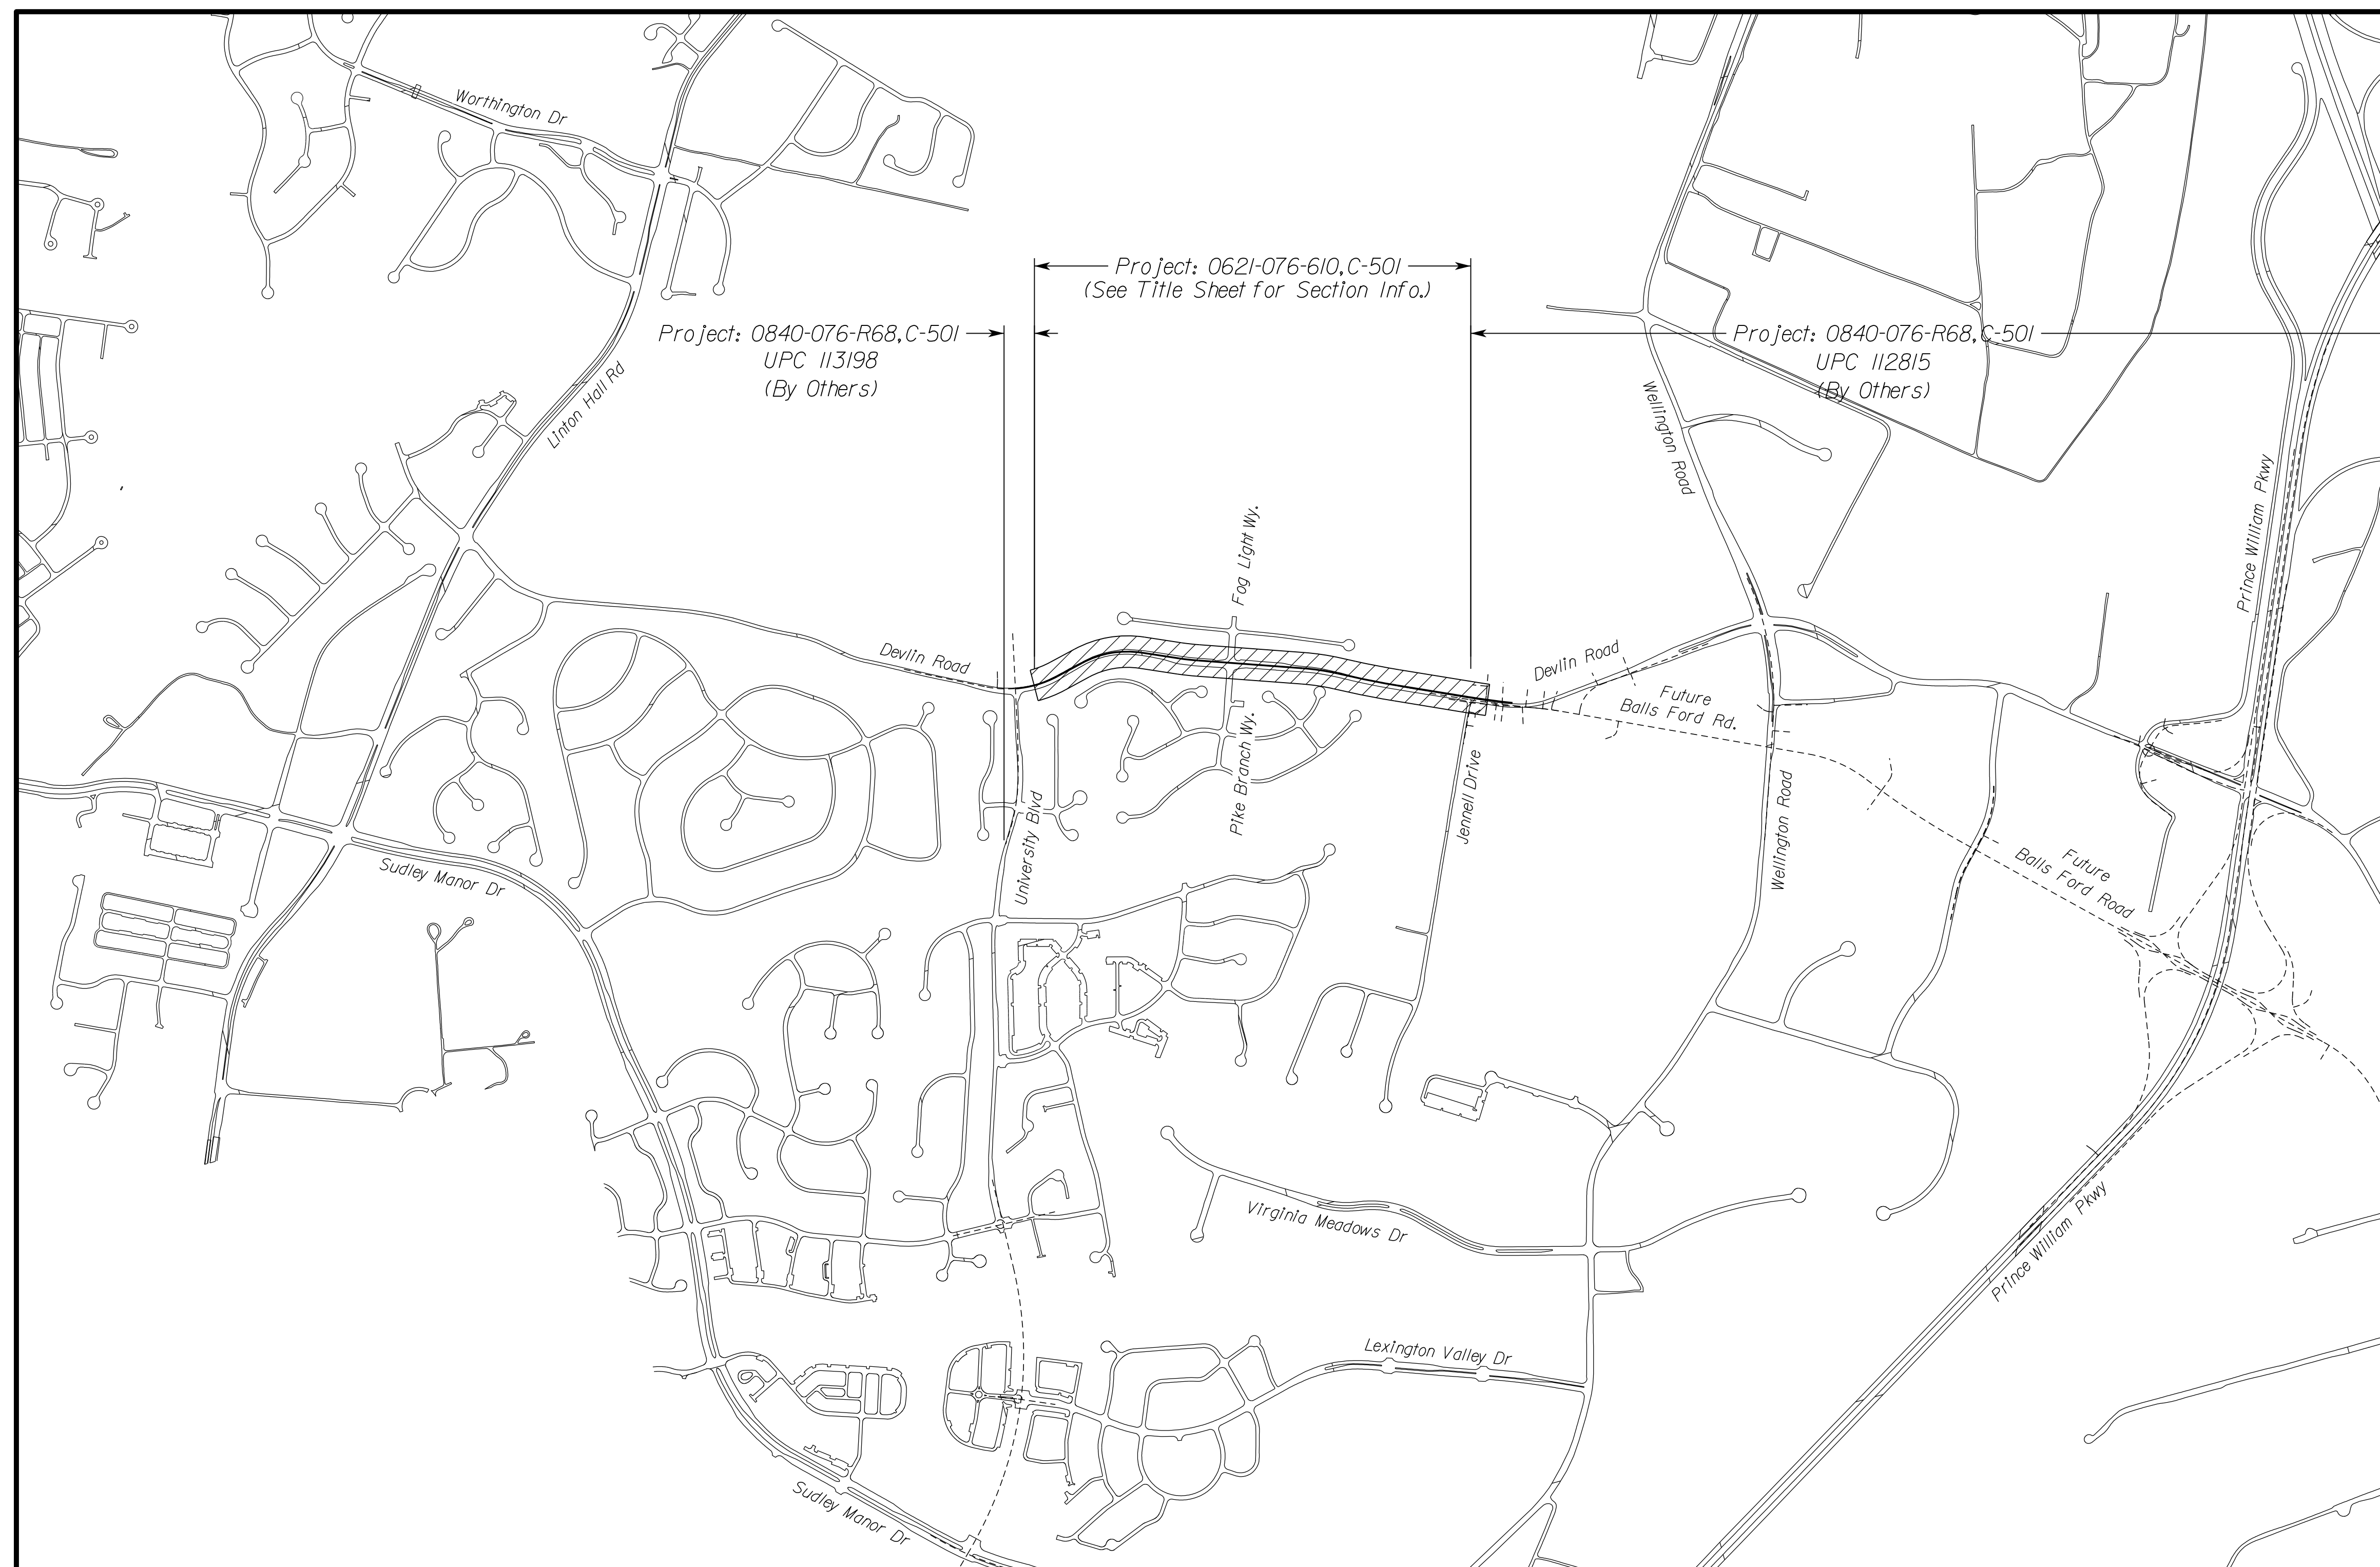 Worthington Dr
Project: 0621-076-610, C-501
(See Title Sheet for Section Info.)
Project: 0840-076-R68, C-501
UPC 113198
(By Others)
Project: 0840-076-R68, C-501
UPC 112815
(By Others)
Linton Hall Rd
Wellington Road
Prince William Pkwy
Fog Light Wy.
Devlin Road
Devlin Road
Future
Balls Ford Rd.
Pike Branch Wy.
Jennell Drive
University Blvd
Wellington Road
Sudley Manor Dr
Future
Balls Ford Road
Virginia Meadows Dr
Prince William Pkwy
Lexington Valley Dr
Sudley Manor Dr